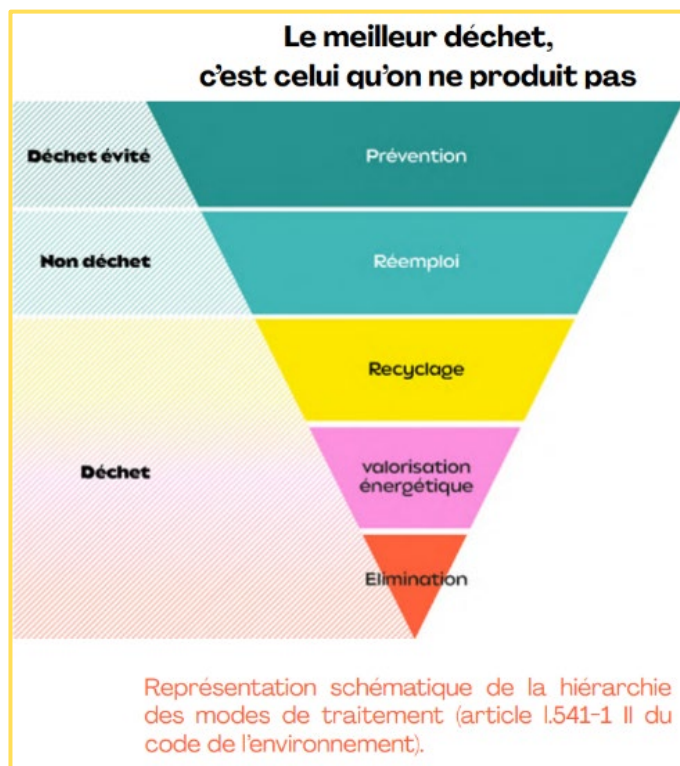 Le meilleur déchet,
c'est celui qu'on ne produit pas
Déchet évité
Prévention
Non déchet
Réemploi
Recyclage
Déchet
valorisation
énergétique
Elimination
Représentation schématique de la hiérarchie
des modes de traitement (article l.541-1 II du
code de l'environnement).